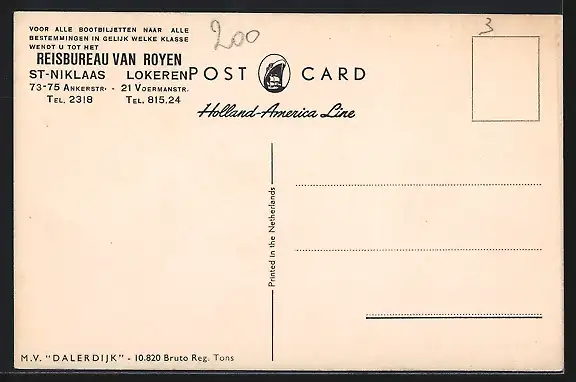 VOOR ALLE BOOTBILJETTEN NAAR ALLE
BESTEMMINGEN IN GELIJK WELKE KLASSE
WENDT U TOT HET
REISBUREAU VAN ROYEN
ST-NIKLAAS LOKEREN
73-75 ANKERSTR. - 21 VOERMANSTR.
TEL. 2318 TEL. 815.24
200
3
POST CARD
Holland-America Line
Printed in the Netherlands
M.V. "DALERDIJK" - 10.820 Bruto Reg. Tons